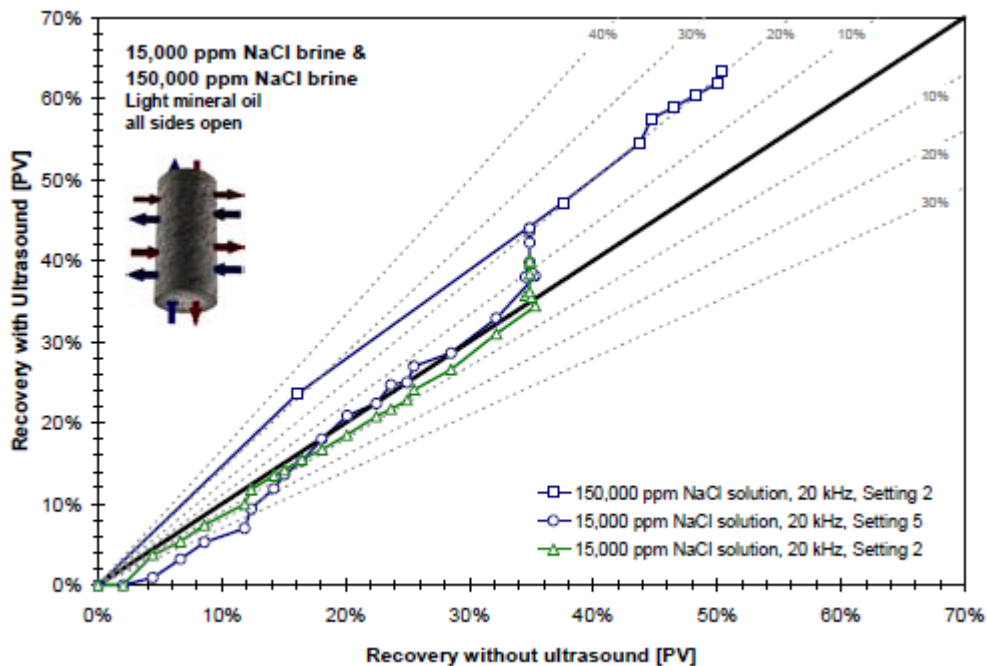 70%
60%
50%
40%
30%
20%
10%
0%
Recovery with Ultrasound [PV]
15,000 ppm NaCl brine &
150,000 ppm NaCl brine
Light mineral oil
all sides open
40%
30%
20%
10%
10%
20%
30%
150,000 ppm NaCl solution, 20 kHz, Setting 2
15,000 ppm NaCl solution, 20 kHz, Setting 5
15,000 ppm NaCl solution, 20 kHz, Setting 2
0%
10%
20%
30%
40%
50%
60%
70%
Recovery without ultrasound [PV]